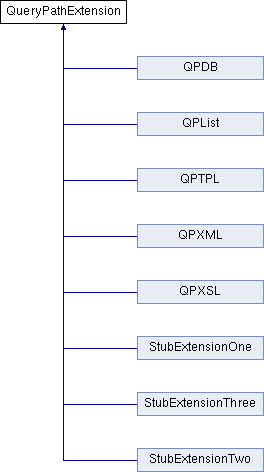 QueryPathExtension
QPDB
QPList
QPTPL
QPXML
QPXSL
StubExtensionOne
StubExtensionThree
StubExtensionTwo